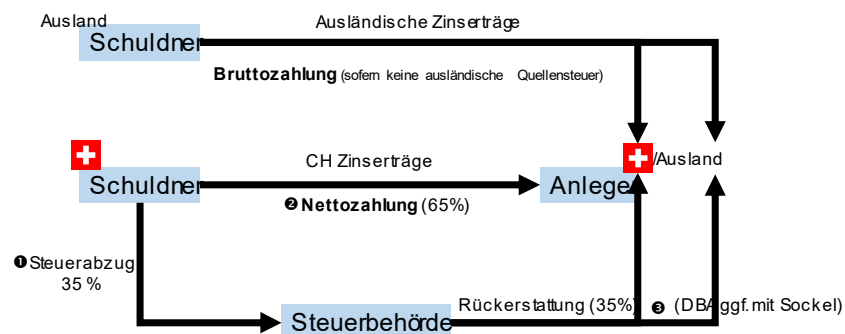 Ausland
Schuldner
Ausländische Zinserträge
Bruttozahlung (sofern keine ausländische Quellensteuer)
CH Zinserträge
/Ausland
Schuldner
Anleger
❷ Nettozahlung (65%)
❶ Steuerabzug
35 %
Rückerstattung (35%) ❸ (DBA ggf. mit Sockel)
Steuerbehörde